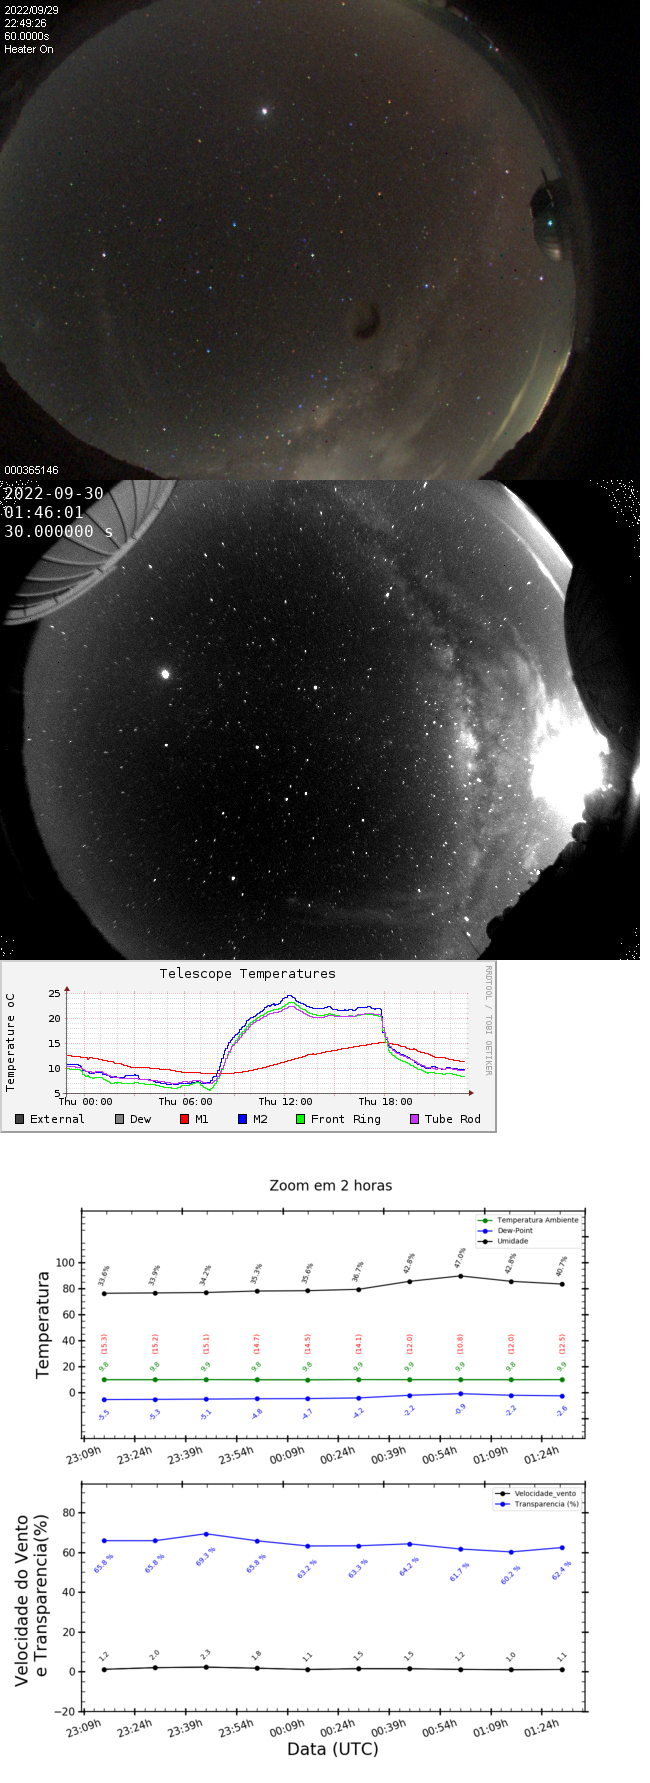 2022/09/29
22:49:26
60.0000s
Heater On
000365146
2022-09-30
01:46:01
30.000000 s
Telescope Temperatures
RRDTOOL / TOBI OETIKER
Temperature oC
25
20
15
10
5
Thu 00:00 Thu 06:00 Thu 12:00 Thu 18:00
External Dew M1 M2 Front Ring Tube Rod
Zoom em 2 horas
Temperatura Ambiente
Dew-Point
Umidade
Temperatura
100
80
60
40
20
0
33.6% 33.9% 34.2% 35.3% 35.6% 36.7% 42.8% 47.0% 42.8% 40.7%
(15.3) (15.2) (15.1) (14.7) (14.5) (14.1) (12.0) (10.8) (12.0) (12.5)
9.8 9.8 9.9 9.8 9.8 9.9 9.9 9.9 9.8 9.9
-5.5 -5.3 -5.1 -4.8 -4.7 -4.2 -2.2 -0.9 -2.2 -2.6
23:09h 23:24h 23:39h 23:54h 00:09h 00:24h 00:39h 00:54h 01:09h 01:24h
Velocidade_vento
Transparencia (%)
Velocidade do Vento
e Transparencia(%)
80
60
40
20
0
−20
65.8 % 65.8 % 69.3 % 65.8 % 63.2 % 63.3 % 64.2 % 61.7 % 60.2 % 62.4 %
1.2 2.0 2.3 1.8 1.1 1.5 1.5 1.2 1.0 1.1
23:09h 23:24h 23:39h 23:54h 00:09h 00:24h 00:39h 00:54h 01:09h 01:24h
Data (UTC)